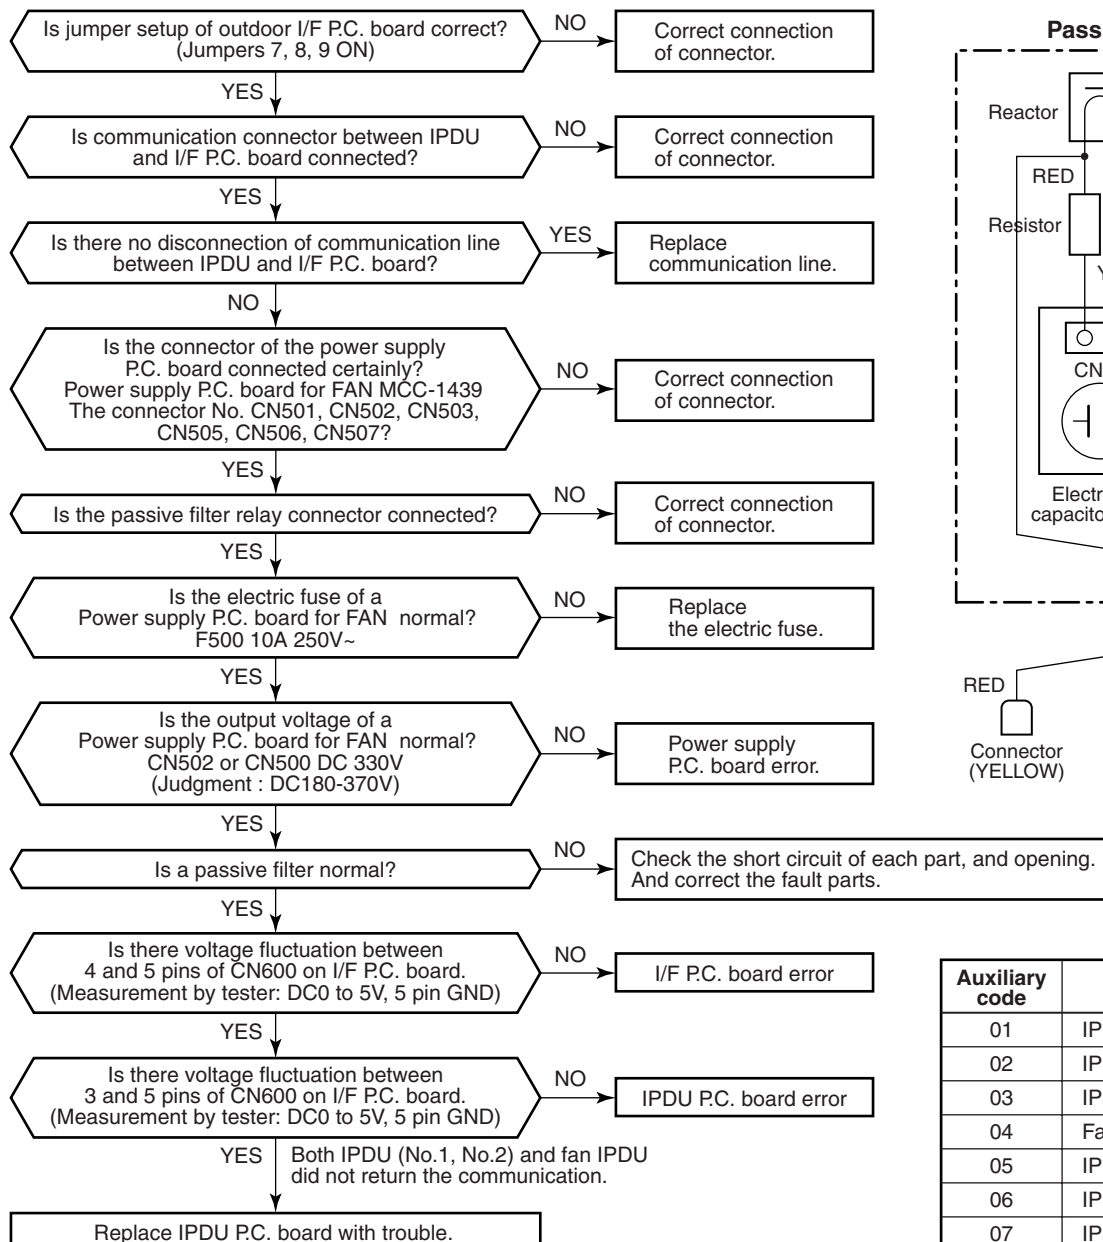 Is jumper setup of outdoor I/F P.C. board correct?
(Jumpers 7, 8, 9 ON)
NO
Correct connection
of connector.
YES
Is communication connector between IPDU
and I/F P.C. board connected?
NO
Correct connection
of connector.
YES
Is there no disconnection of communication line
between IPDU and I/F P.C. board?
YES
Replace
communication line.
NO
Is the connector of the power supply
P.C. board connected certainly?
Power supply P.C. board for FAN MCC-1439
The connector No. CN501, CN502, CN503,
CN505, CN506, CN507?
NO
Correct connection
of connector.
YES
Is the passive filter relay connector connected?
NO
Correct connection
of connector.
YES
Is the electric fuse of a
Power supply P.C. board for FAN normal?
F500 10A 250V~
NO
Replace
the electric fuse.
YES
Is the output voltage of a
Power supply P.C. board for FAN normal?
CN502 or CN500 DC 330V
(Judgment : DC180-370V)
NO
Power supply
P.C. board error.
YES
Is a passive filter normal?
NO
Check the short circuit of each part, and opening.
And correct the fault parts.
YES
Is there voltage fluctuation between
4 and 5 pins of CN600 on I/F P.C. board.
(Measurement by tester: DC0 to 5V, 5 pin GND)
NO
I/F P.C. board error
YES
Is there voltage fluctuation between
3 and 5 pins of CN600 on I/F P.C. board.
(Measurement by tester: DC0 to 5V, 5 pin GND)
NO
IPDU P.C. board error
YES
Both IPDU (No.1, No.2) and fan IPDU
did not return the communication.
Replace IPDU P.C. board with trouble.
Pass
Reactor
RED
Resistor
Y
CN
Electr
capacito
RED
Connector
(YELLOW)
Auxiliary
code
01 IP
02 IP
03 IP
04 Fa
05 IP
06 IP
07 IP